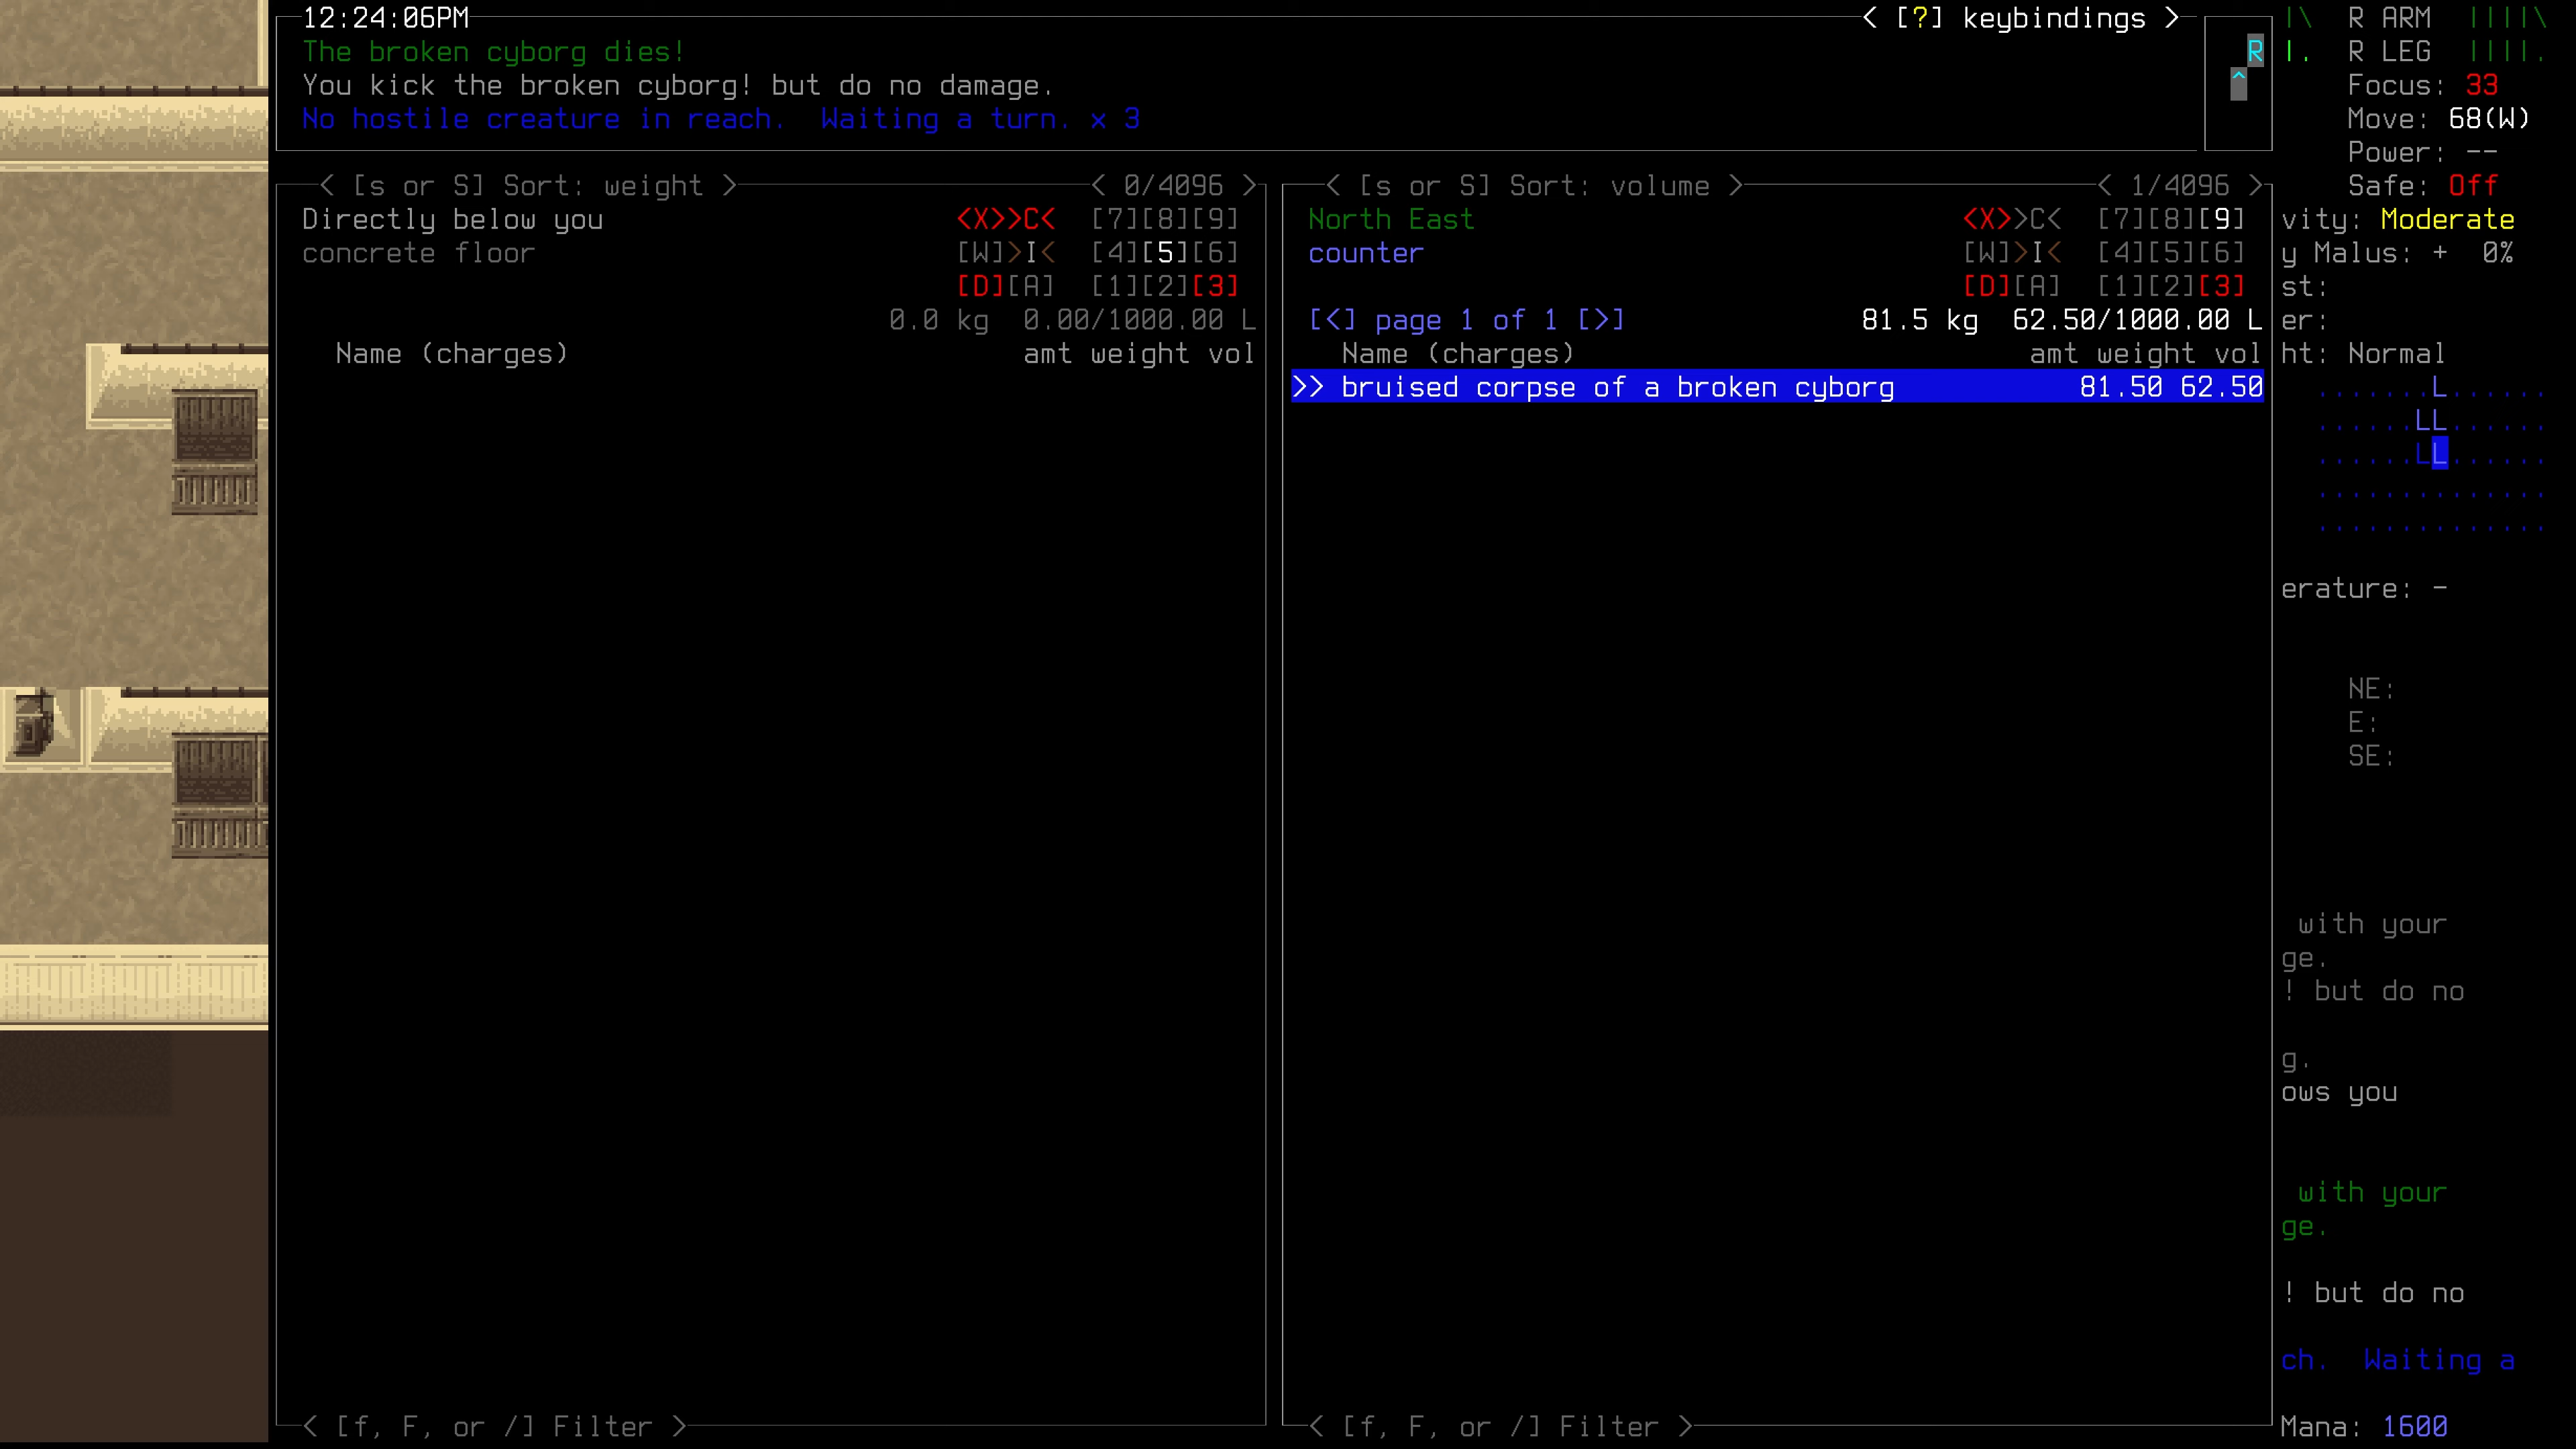 12:24:06PM < [?] keybindings > |\ R ARM ||||\
The broken cyborg dies! R |. R LEG ||||.
You kick the broken cyborg! but do no damage. ^ Focus: 33
No hostile creature in reach. Waiting a turn. x 3 Move: 68(W)
Power: --
< [s or S] Sort: weight > < 0/4096 > < [s or S] Sort: volume > < 1/4096 > Safe: Off
Directly below you <X>>C< [7][8][9] North East <X>>C< [7][8][9] vity: Moderate
concrete floor [W]>I< [4][5][6] counter [W]>I< [4][5][6] y Malus: + 0%
[D][A] [1][2][3] [D][A] [1][2][3] st:
0.0 kg 0.00/1000.00 L [<] page 1 of 1 [>] 81.5 kg 62.50/1000.00 L er:
Name (charges) amt weight vol Name (charges) amt weight vol ht: Normal
>> bruised corpse of a broken cyborg 81.50 62.50 .......L......
......LL......
......LL......
..............
..............
erature: -
NE:
E:
SE:
with your
ge.
! but do no
g.
ows you
with your
ge.
! but do no
ch. Waiting a
< [f, F, or /] Filter > < [f, F, or /] Filter > Mana: 1600